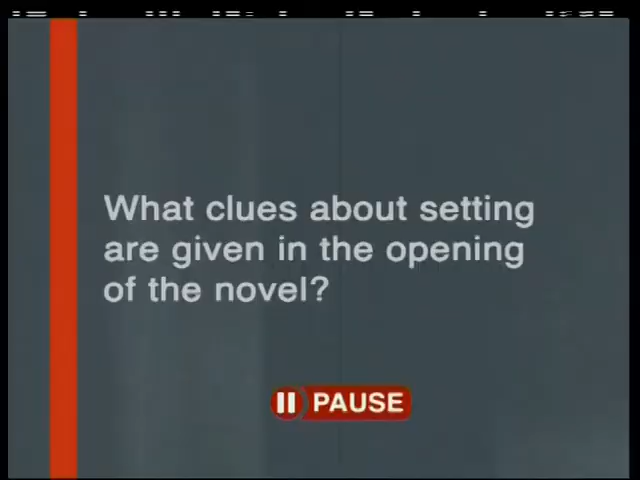 What clues about setting
are given in the opening
of the novel?
PAUSE